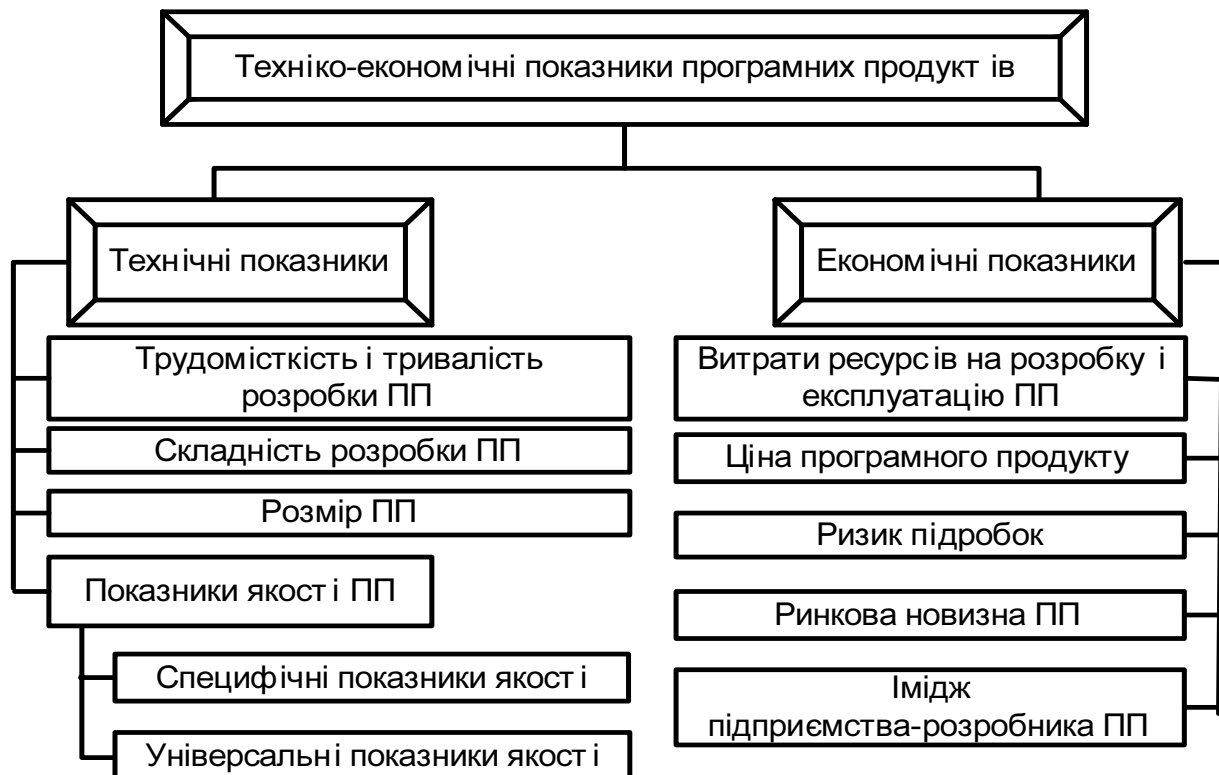 Техніко-економічні показники програмних продуктів
Технічні показники
Трудомісткість і тривалість
розробки ПП
Складність розробки ПП
Розмір ПП
Показники якості ПП
Специфічні показники якості
Універсальні показники якості
Економічні показники
Витрати ресурсів на розробку і
експлуатацію ПП
Ціна програмного продукту
Ризик підробок
Ринкова новизна ПП
Імідж
підприємства-розробника ПП